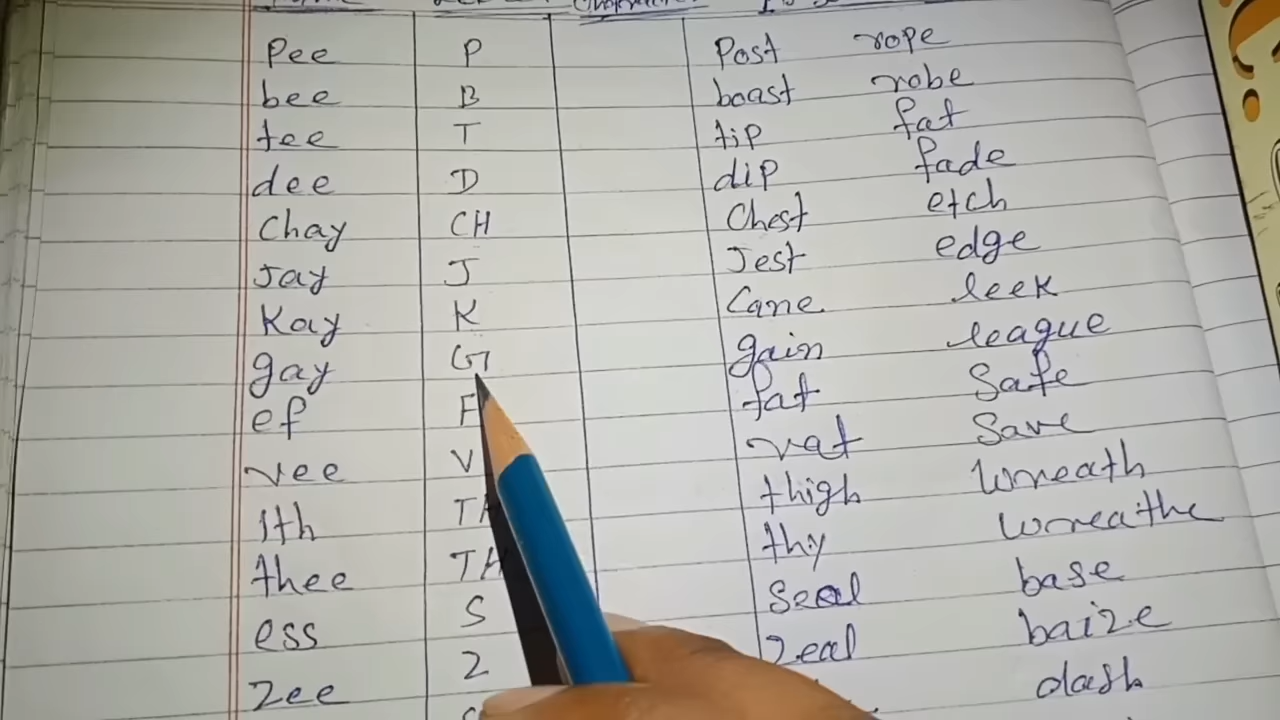 Pee P Post rope
bee B boast robe
tee T tip fat
dee D dip fade
Chay CH Chest etch
Jay J Jest edge
Kay K Cane leek
gay G gain league
ef F fat Safe
vee V vat Save
Ith TH thigh Wreath
thee TH thy wreathe
ess S Seal base
Zee Z Zeal baize
dash